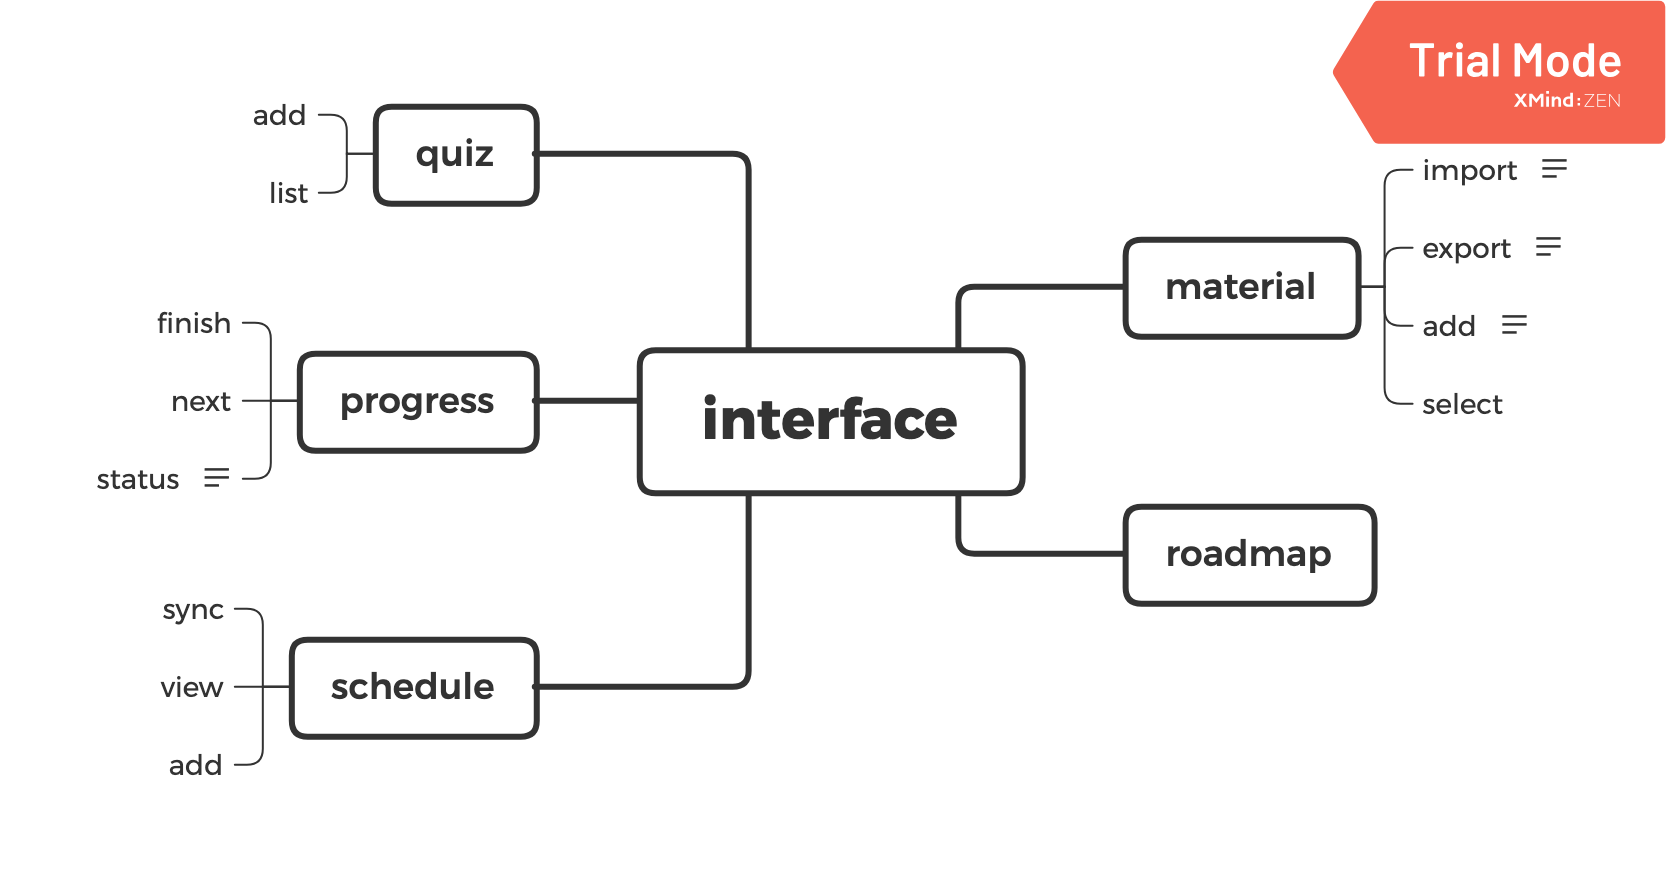 Trial Mode
XMind:ZEN
interface
material
import
export
add
select
roadmap
quiz
add
list
progress
finish
next
status
schedule
sync
view
add